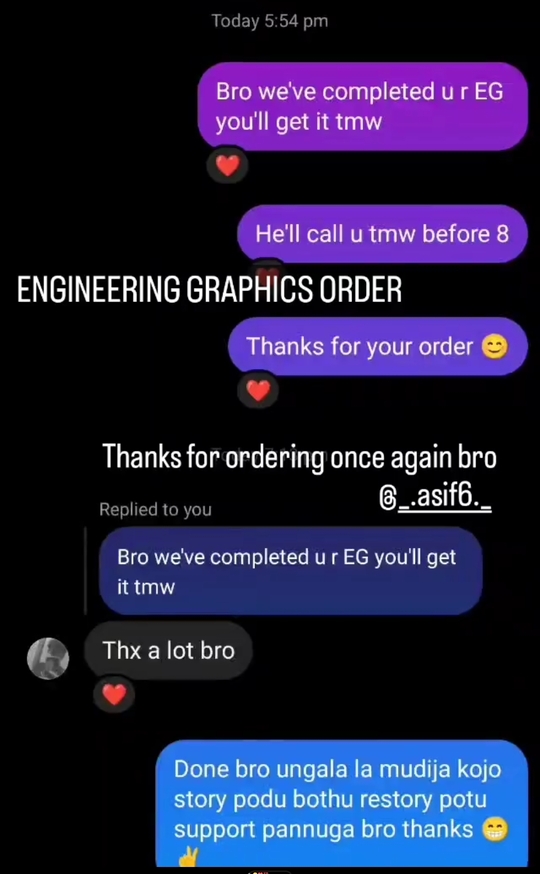 Today 5:54 pm
Bro we've completed u r EG
you'll get it tmw
He'll call u tmw before 8
ENGINEERING GRAPHICS ORDER
Thanks for your order 😊
Thanks for ordering once again bro
@_.asif6._
Replied to you
Bro we've completed u r EG you'll get
it tmw
Thx a lot bro
Done bro ungala la mudija kojo
story podu bothu restory potu
support pannuga bro thanks 😁
✌️